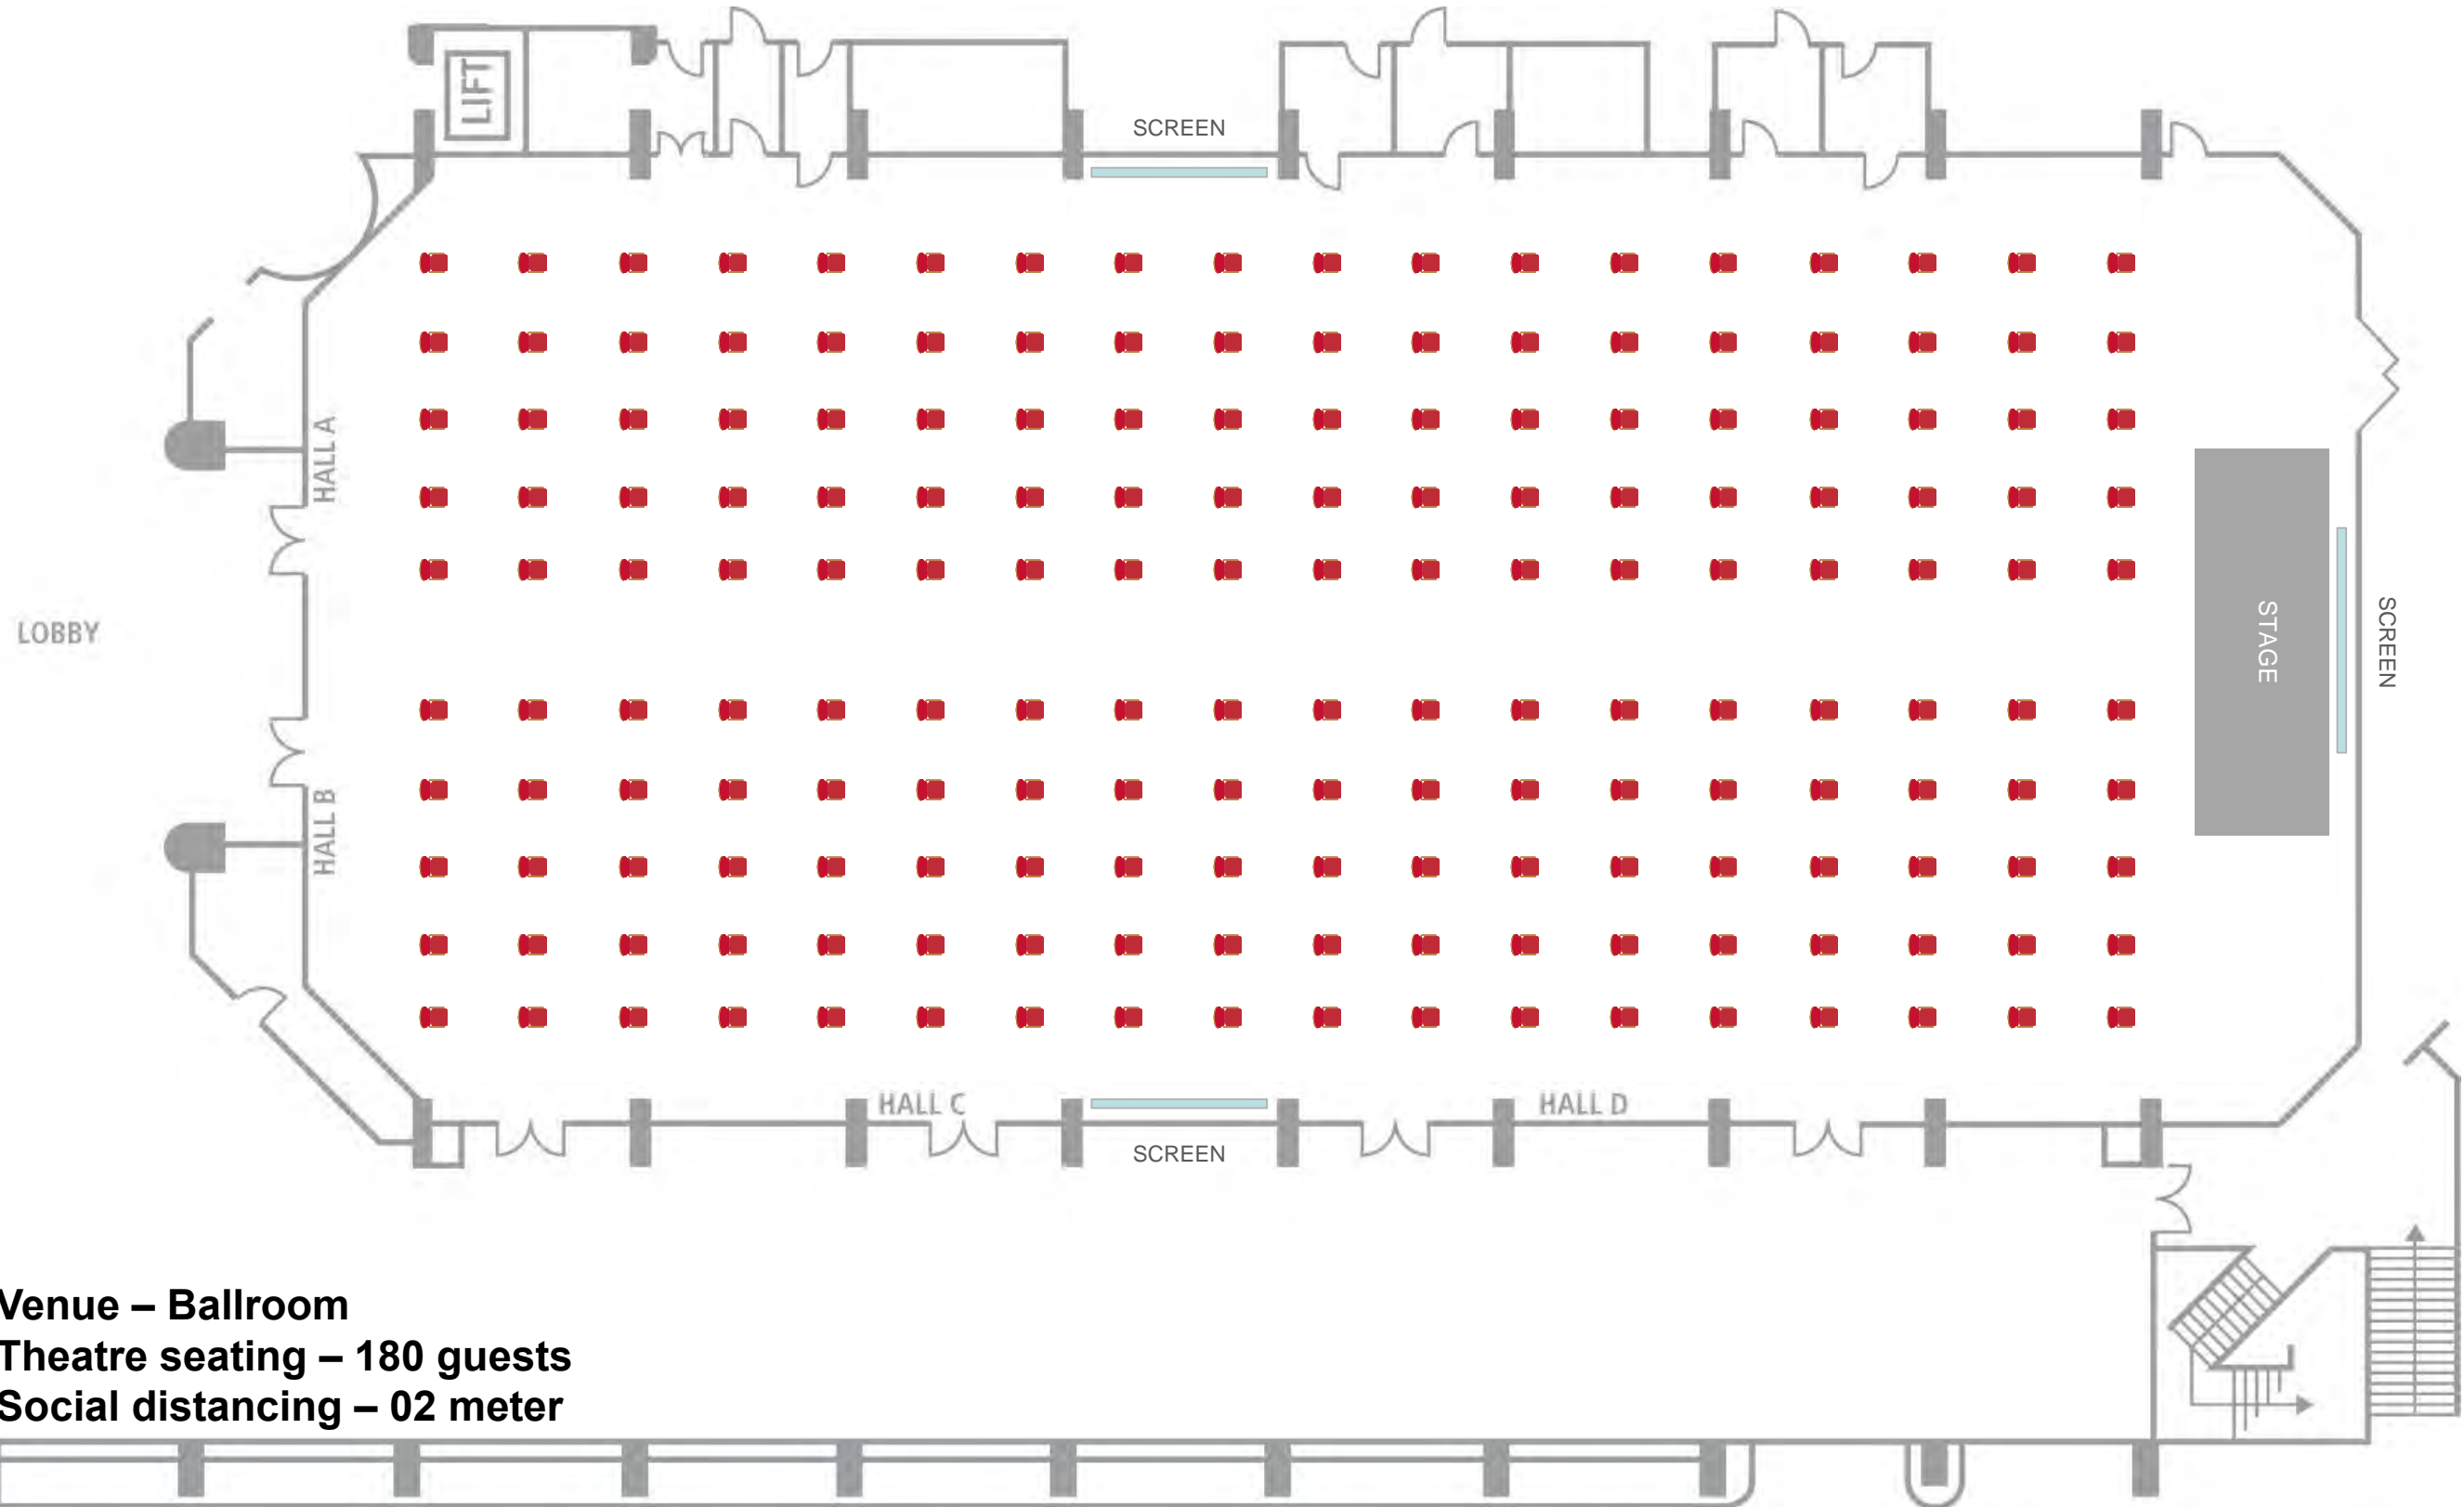 LIFT
SCREEN
HALL A
LOBBY
STAGE
SCREEN
HALL B
HALL C
HALL D
SCREEN
Venue – Ballroom
Theatre seating – 180 guests
Social distancing – 02 meter